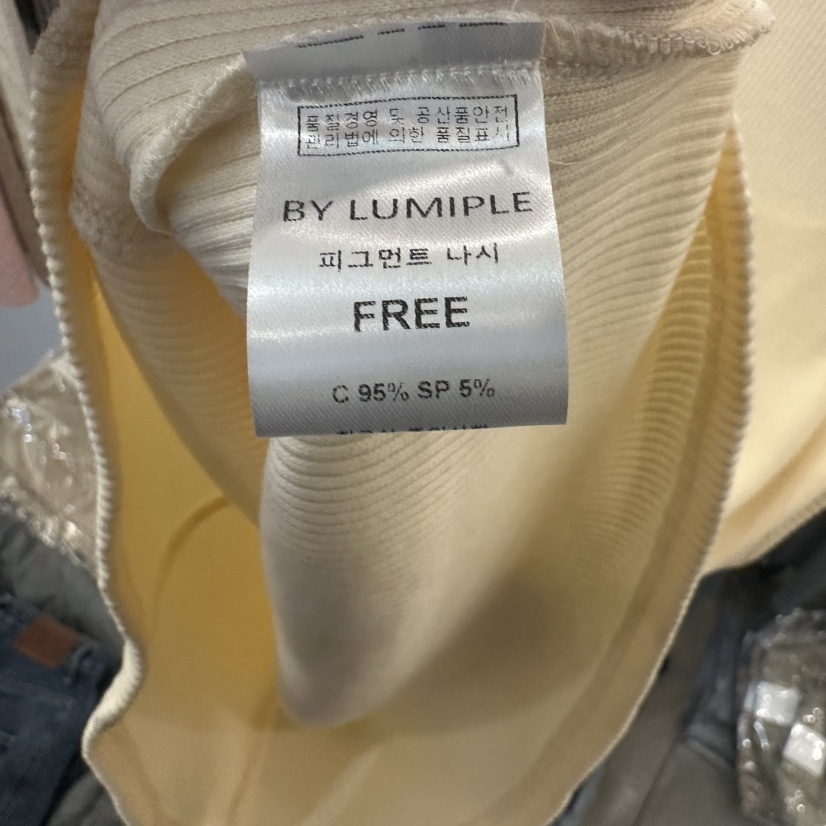 품질경영 및 공산품안전
관리법에 의한 품질표시
BY LUMIPLE
피그먼트 나시
FREE
C 95% SP 5%